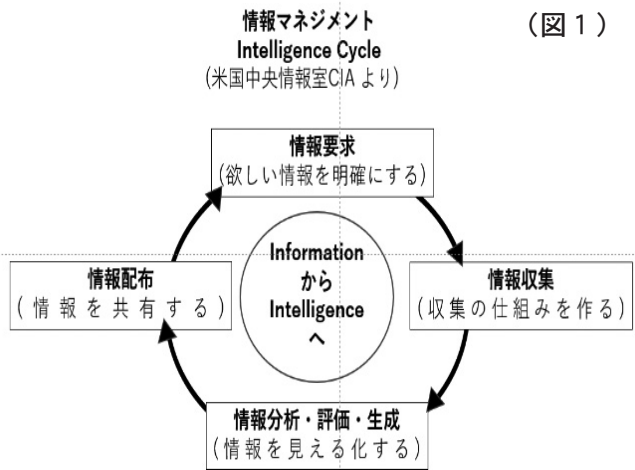 情報マネジメント
(図1)
Intelligence Cycle
(米国中央情報室CIAより)
情報要求
(欲しい情報を明確にする)
Information
から
Intelligence
へ
情報配布
(情報を共有する)
情報収集
(収集の仕組みを作る)
情報分析・評価・生成
(情報を見える化する)